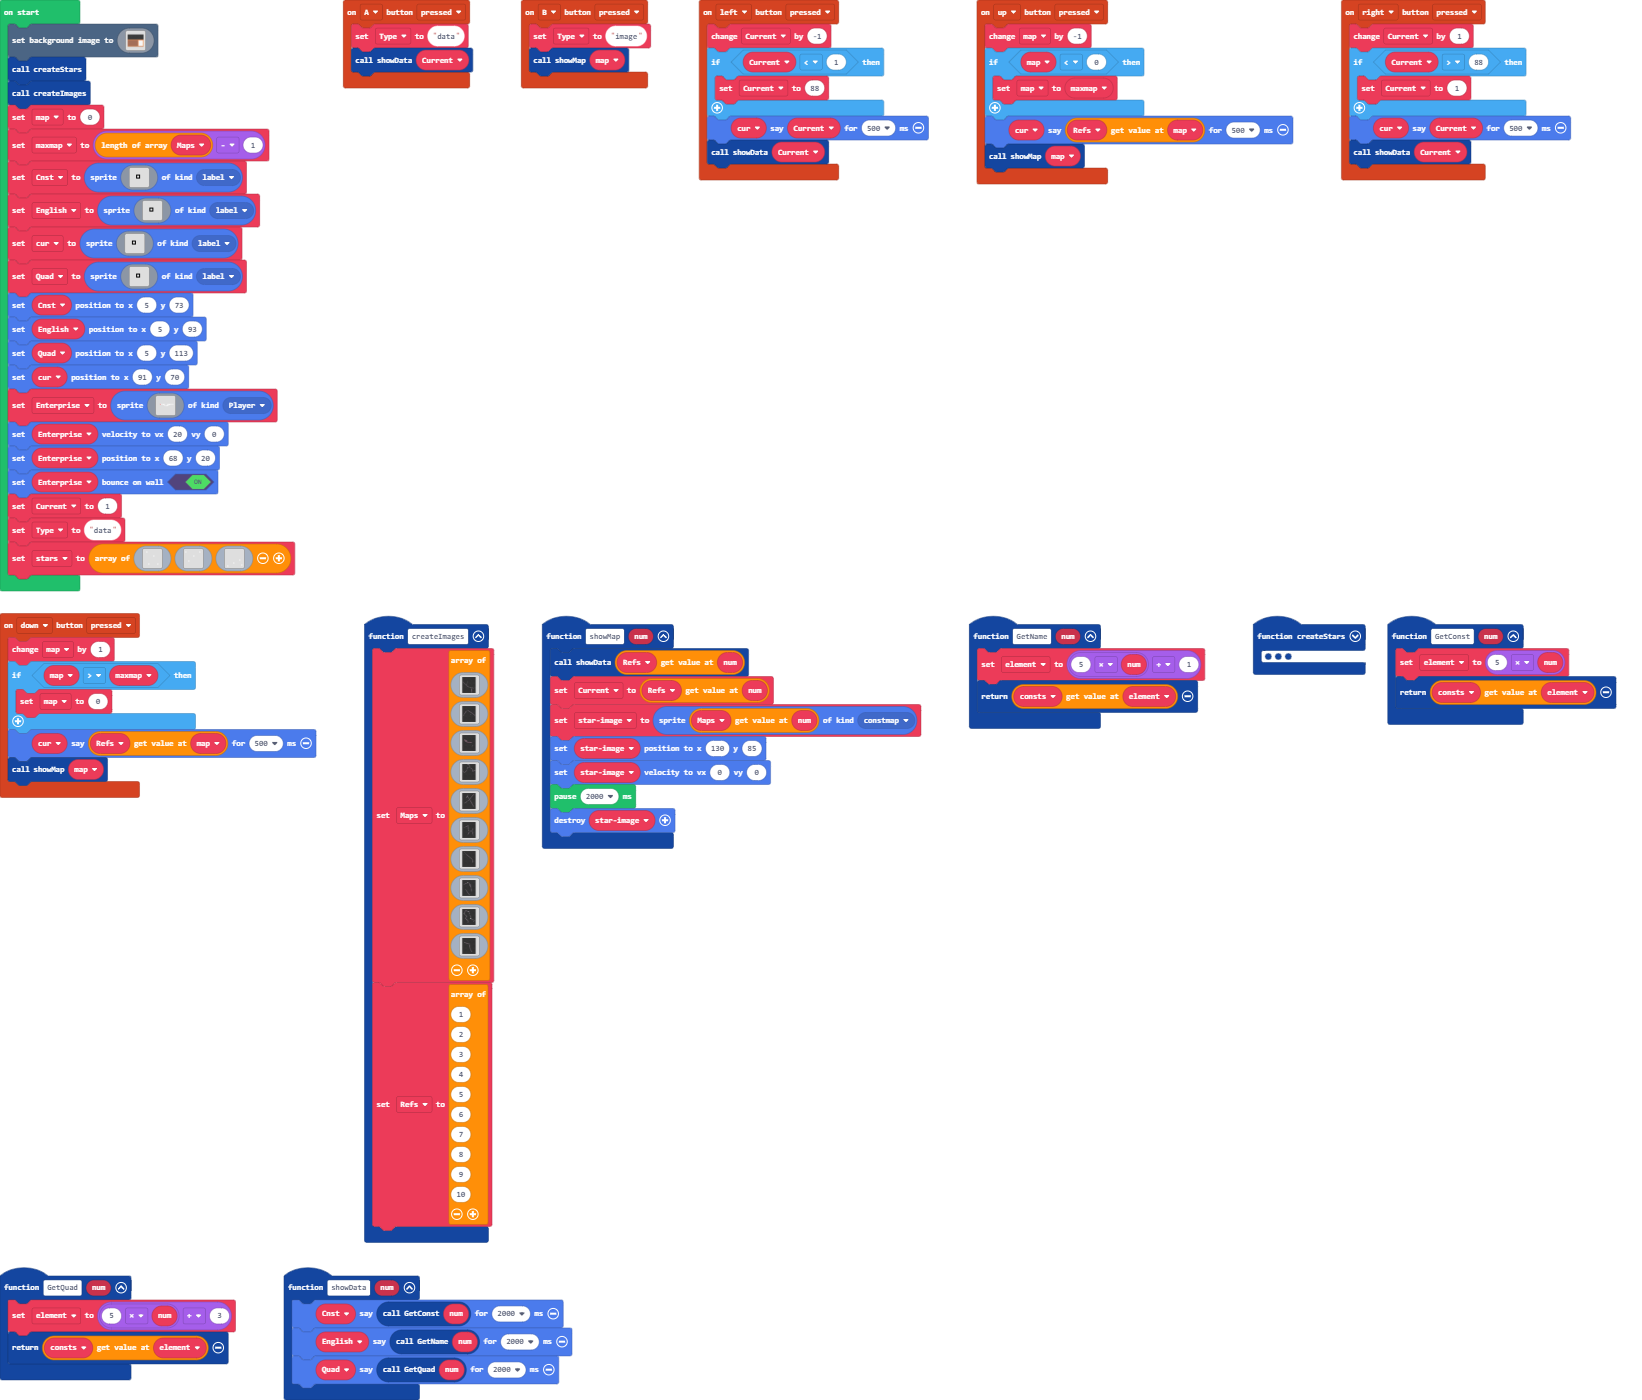 on start
set background image to
call createStars
call createImages
set map to 0
set maxmap to length of array Maps - 1
set Cnst to sprite of kind label
set English to sprite of kind label
set cur to sprite of kind label
set Quad to sprite of kind label
set Cnst position to x 5 y 73
set English position to x 5 y 93
set Quad position to x 5 y 113
set cur position to x 91 y 70
set Enterprise to sprite of kind Player
set Enterprise velocity to vx 20 vy 0
set Enterprise position to x 68 y 20
set Enterprise bounce on wall ON
set Current to 1
set Type to "data"
set stars to array of
on A button pressed
set Type to "data"
call showData Current
on B button pressed
set Type to "image"
call showMap map
on left button pressed
change Current by -1
if Current < 1 then
set Current to 88
cur say Current for 500 ms
call showData Current
on up button pressed
change map by -1
if map < 0 then
set map to maxmap
cur say Refs get value at map for 500 ms
call showMap map
on right button pressed
change Current by 1
if Current > 88 then
set Current to 1
cur say Current for 500 ms
call showData Current
on down button pressed
change map by 1
if map > maxmap then
set map to 0
cur say Refs get value at map for 500 ms
call showMap map
function createImages
array of
set Maps to
array of
1
2
3
4
5
6
set Refs to
7
8
9
10
function showMap num
call showData Refs get value at num
set Current to Refs get value at num
set star-image to sprite Maps get value at num of kind constmap
set star-image position to x 130 y 85
set star-image velocity to vx 0 vy 0
pause 2000 ms
destroy star-image
function GetName num
set element to 5 × num + 1
return consts get value at element
function createStars
function GetConst num
set element to 5 × num
return consts get value at element
function GetQuad num
set element to 5 × num + 3
return consts get value at element
function showData num
Cnst say call GetConst num for 2000 ms
English say call GetName num for 2000 ms
Quad say call GetQuad num for 2000 ms